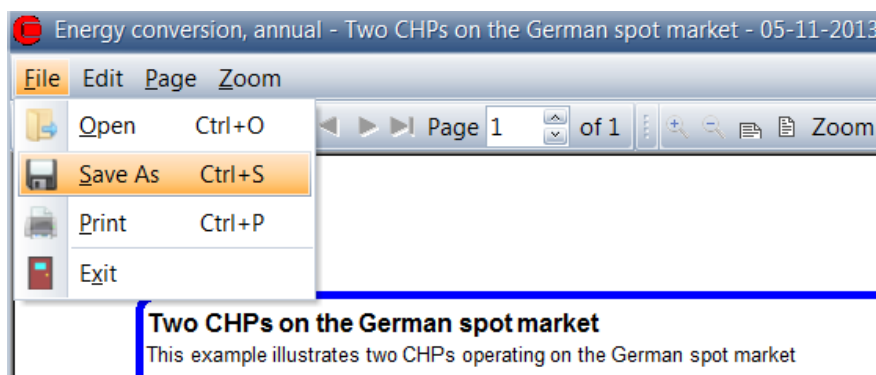 Energy conversion, annual - Two CHPs on the German spot market - 05-11-2013
File Edit Page Zoom
Page 1 of 1 Zoom
Open Ctrl+O
Save As Ctrl+S
Print Ctrl+P
Exit
Two CHPs on the German spot market
This example illustrates two CHPs operating on the German spot market